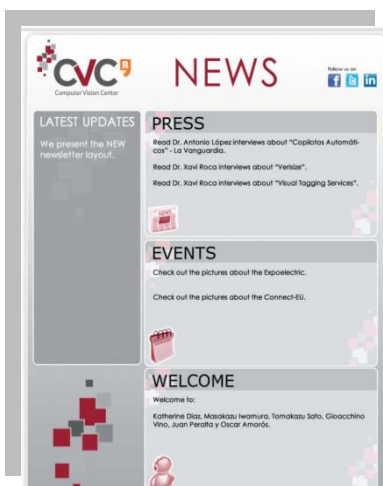 CVC
Computer Vision Center
NEWS
Follow us on
LATEST UPDATES
We present the NEW
newsletter layout.
PRESS
Read Dr. Antonio López interviews about "Copilotos Automáti-
cos" - La Vanguardia.
Read Dr. Xavi Roca interviews about "Verisize".
Read Dr. Xavi Roca interviews about "Visual Tagging Services".
NEWS
EVENTS
Check out the pictures about the Expoelectric.
Check out the pictures about the Connect-EU.
WELCOME
Welcome to:
Katherine Diaz, Masakazu Iwamura, Tomakazu Sato, Gioacchino
Vino, Juan Peralta y Oscar Amorós.